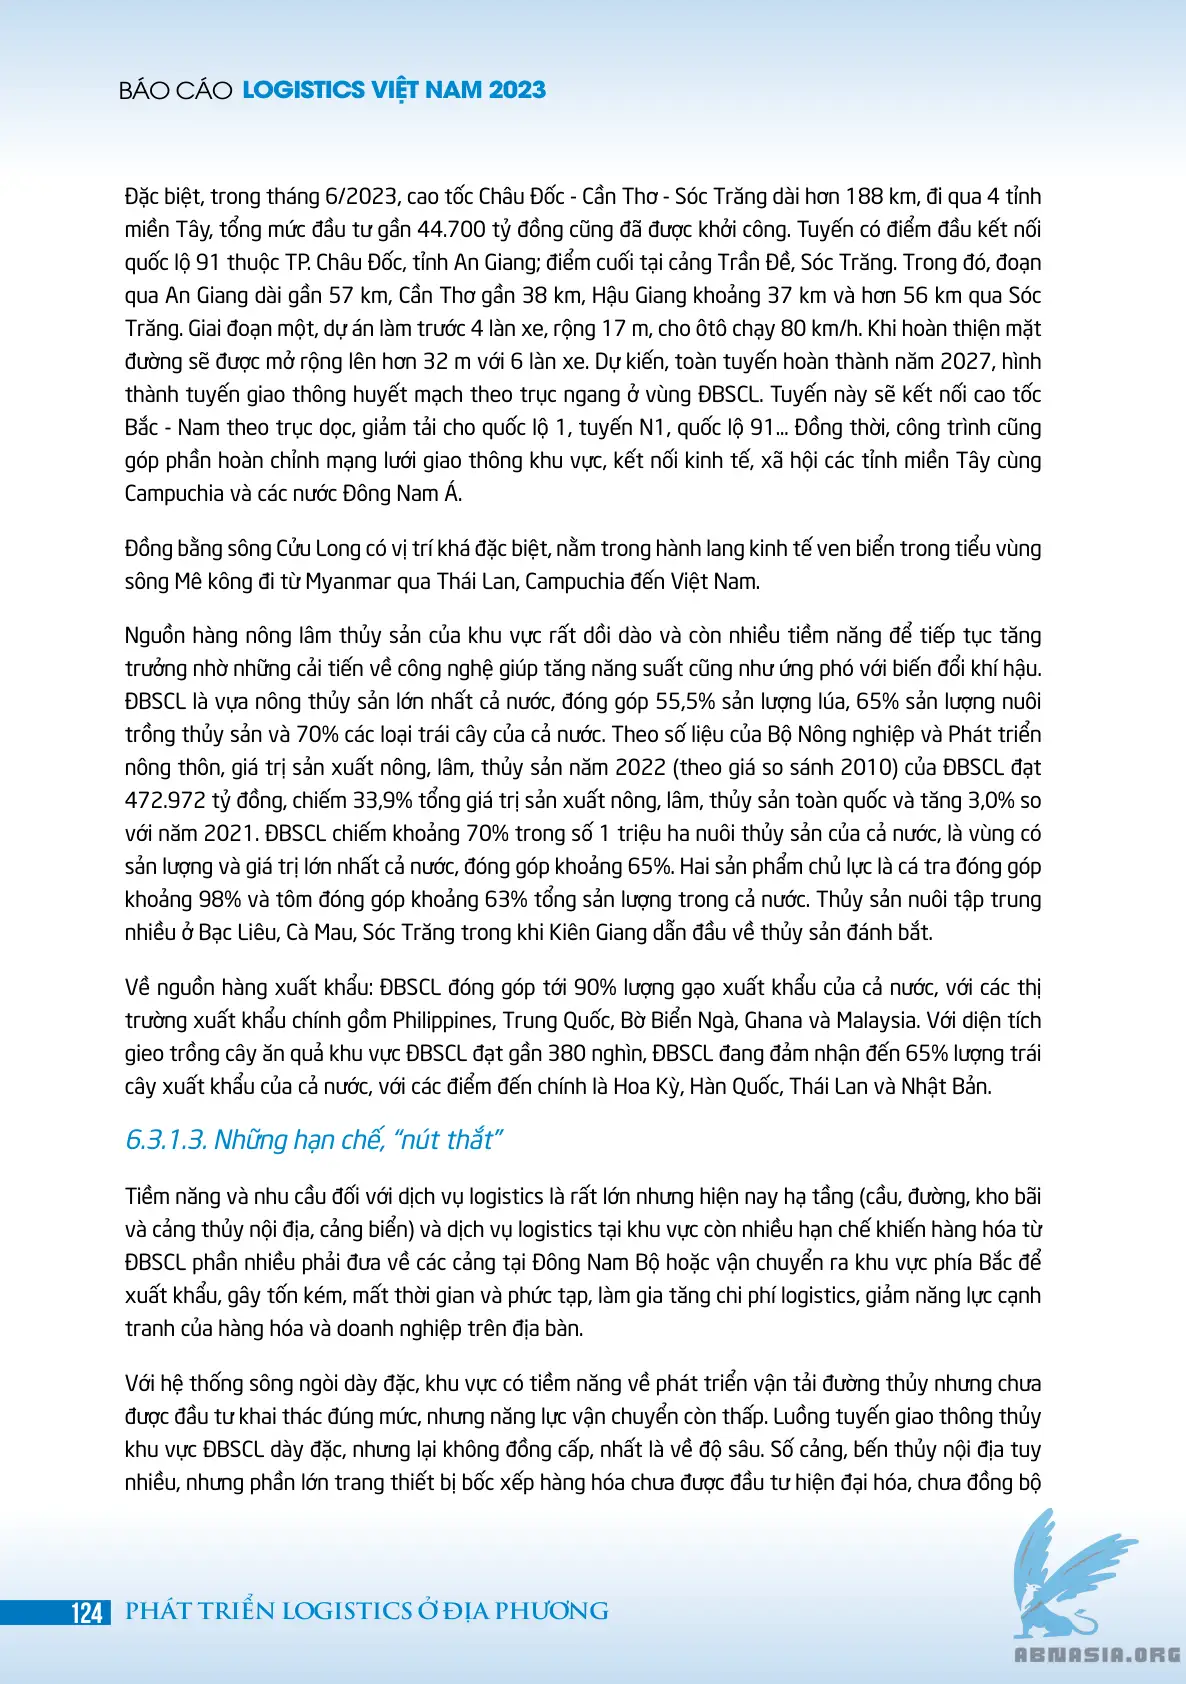 BÁO CÁO LOGISTICS VIỆT NAM 2023
Đặc biệt, trong tháng 6/2023, cao tốc Châu Đốc - Cần Thơ - Sóc Trăng dài hơn 188 km, đi qua 4 tỉnh
miền Tây, tổng mức đầu tư gần 44.700 tỷ đồng cũng đã được khởi công. Tuyến có điểm đầu kết nối
quốc lộ 91 thuộc TP. Châu Đốc, tỉnh An Giang; điểm cuối tại cảng Trần Đề, Sóc Trăng. Trong đó, đoạn
qua An Giang dài gần 57 km, Cần Thơ gần 38 km, Hậu Giang khoảng 37 km và hơn 56 km qua Sóc
Trăng. Giai đoạn một, dự án làm trước 4 làn xe, rộng 17 m, cho ôtô chạy 80 km/h. Khi hoàn thiện mặt
đường sẽ được mở rộng lên hơn 32 m với 6 làn xe. Dự kiến, toàn tuyến hoàn thành năm 2027, hình
thành tuyến giao thông huyết mạch theo trục ngang ở vùng ĐBSCL. Tuyến này sẽ kết nối cao tốc
Bắc - Nam theo trục dọc, giảm tải cho quốc lộ 1, tuyến N1, quốc lộ 91... Đồng thời, công trình cũng
góp phần hoàn chỉnh mạng lưới giao thông khu vực, kết nối kinh tế, xã hội các tỉnh miền Tây cùng
Campuchia và các nước Đông Nam Á.
Đồng bằng sông Cửu Long có vị trí khá đặc biệt, nằm trong hành lang kinh tế ven biển trong tiểu vùng
sông Mê kông đi từ Myanmar qua Thái Lan, Campuchia đến Việt Nam.
Nguồn hàng nông lâm thủy sản của khu vực rất dồi dào và còn nhiều tiềm năng để tiếp tục tăng
trưởng nhờ những cải tiến về công nghệ giúp tăng năng suất cũng như ứng phó với biến đổi khí hậu.
ĐBSCL là vựa nông thủy sản lớn nhất cả nước, đóng góp 55,5% sản lượng lúa, 65% sản lượng nuôi
trồng thủy sản và 70% các loại trái cây của cả nước. Theo số liệu của Bộ Nông nghiệp và Phát triển
nông thôn, giá trị sản xuất nông, lâm, thủy sản năm 2022 (theo giá so sánh 2010) của ĐBSCL đạt
472.972 tỷ đồng, chiếm 33,9% tổng giá trị sản xuất nông, lâm, thủy sản toàn quốc và tăng 3,0% so
với năm 2021. ĐBSCL chiếm khoảng 70% trong số 1 triệu ha nuôi thủy sản của cả nước, là vùng có
sản lượng và giá trị lớn nhất cả nước, đóng góp khoảng 65%. Hai sản phẩm chủ lực là cá tra đóng góp
khoảng 98% và tôm đóng góp khoảng 63% tổng sản lượng trong cả nước. Thủy sản nuôi tập trung
nhiều ở Bạc Liêu, Cà Mau, Sóc Trăng trong khi Kiên Giang dẫn đầu về thủy sản đánh bắt.
Về nguồn hàng xuất khẩu: ĐBSCL đóng góp tới 90% lượng gạo xuất khẩu của cả nước, với các thị
trường xuất khẩu chính gồm Philippines, Trung Quốc, Bờ Biển Ngà, Ghana và Malaysia. Với diện tích
gieo trồng cây ăn quả khu vực ĐBSCL đạt gần 380 nghìn, ĐBSCL đang đảm nhận đến 65% lượng trái
cây xuất khẩu của cả nước, với các điểm đến chính là Hoa Kỳ, Hàn Quốc, Thái Lan và Nhật Bản.
6.3.1.3. Những hạn chế, “nút thắt”
Tiềm năng và nhu cầu đối với dịch vụ logistics là rất lớn nhưng hiện nay hạ tầng (cầu, đường, kho bãi
và cảng thủy nội địa, cảng biển) và dịch vụ logistics tại khu vực còn nhiều hạn chế khiến hàng hóa từ
ĐBSCL phần nhiều phải đưa về các cảng tại Đông Nam Bộ hoặc vận chuyển ra khu vực phía Bắc để
xuất khẩu, gây tốn kém, mất thời gian và phức tạp, làm gia tăng chi phí logistics, giảm năng lực cạnh
tranh của hàng hóa và doanh nghiệp trên địa bàn.
Với hệ thống sông ngòi dày đặc, khu vực có tiềm năng về phát triển vận tải đường thủy nhưng chưa
được đầu tư khai thác đúng mức, nhưng năng lực vận chuyển còn thấp. Luồng tuyến giao thông thủy
khu vực ĐBSCL dày đặc, nhưng lại không đồng cấp, nhất là về độ sâu. Số cảng, bến thủy nội địa tuy
nhiều, nhưng phần lớn trang thiết bị bốc xếp hàng hóa chưa được đầu tư hiện đại hóa, chưa đồng bộ
124 PHÁT TRIỂN LOGISTICS Ở ĐỊA PHƯƠNG
ABMASIA.ORG